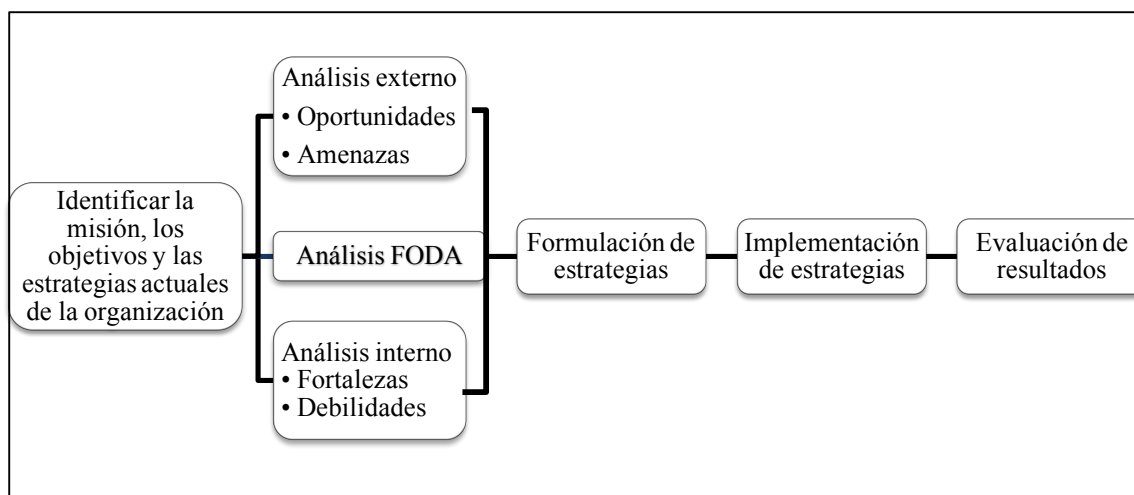 Identificar la
misión, los
objetivos y las
estrategias actuales
de la organización
Análisis externo
• Oportunidades
• Amenazas
Análisis FODA
Análisis interno
• Fortalezas
• Debilidades
Formulación de
estrategias
Implementación
de estrategias
Evaluación de
resultados